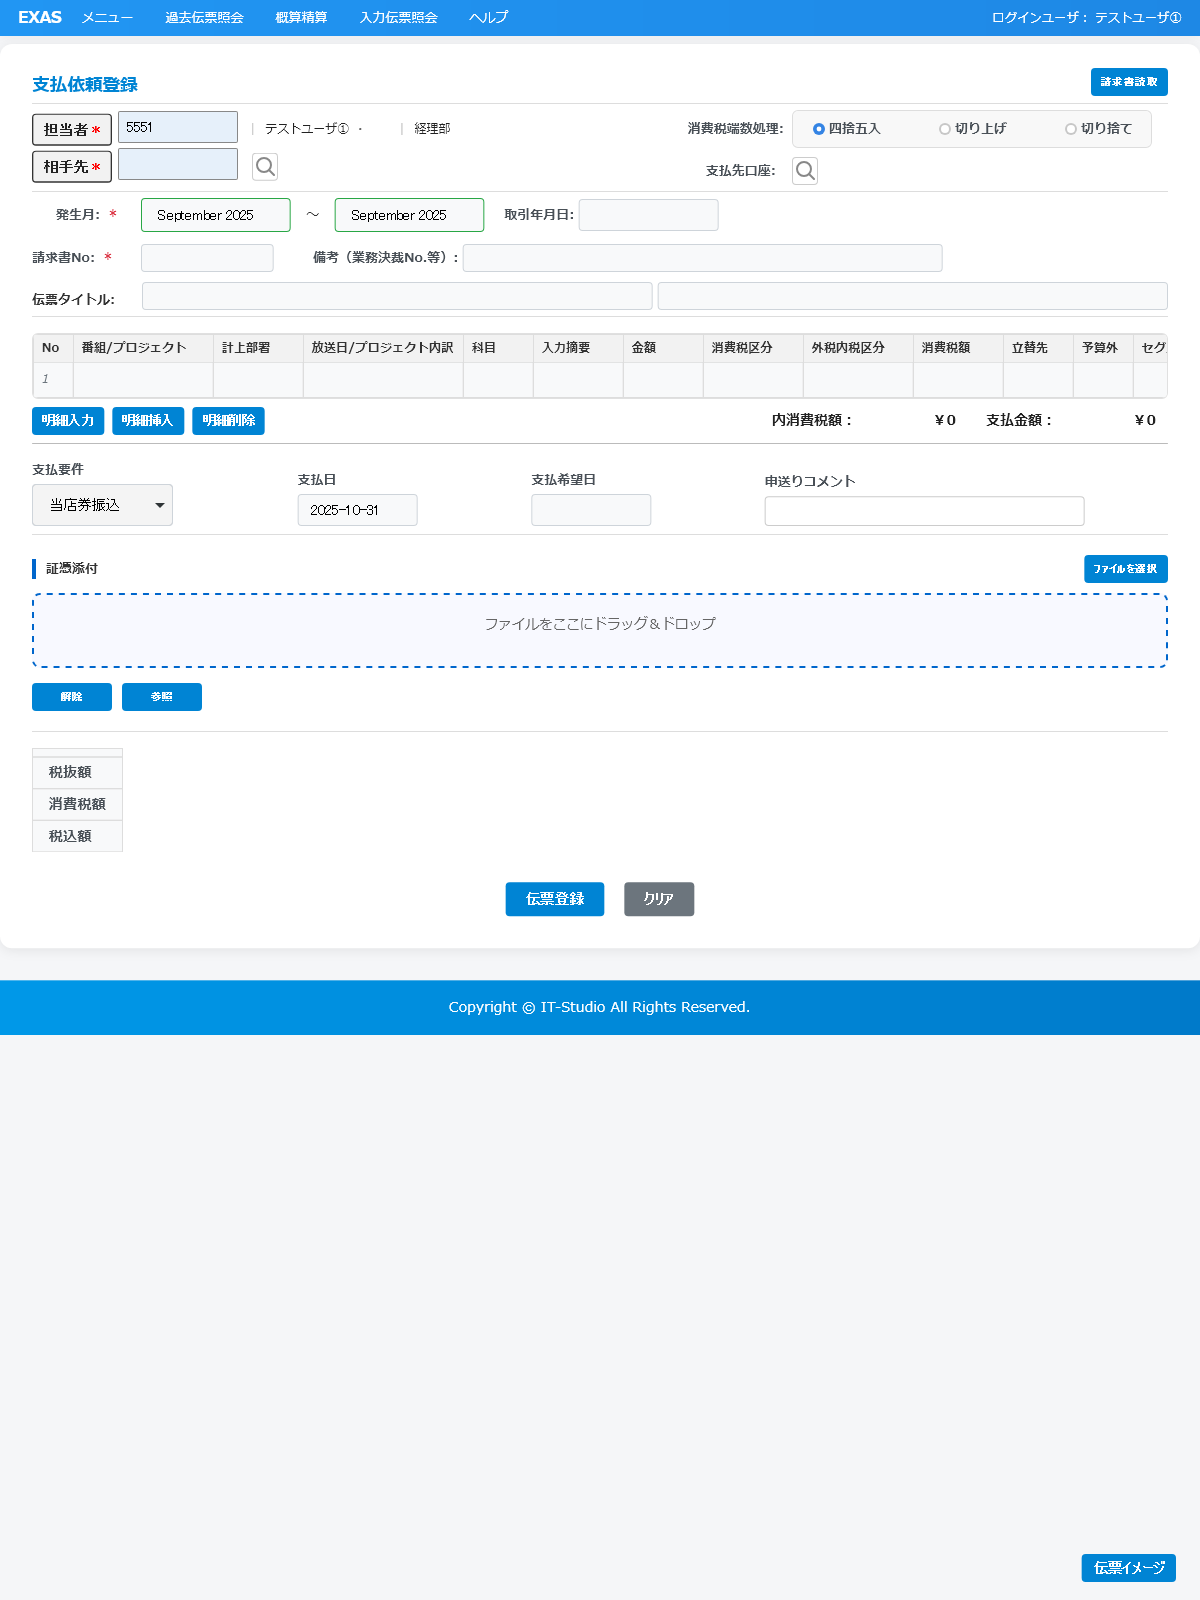 EXAS メニュー 過去伝票照会 概算精算 入力伝票照会 ヘルプ ログインユーザ： テストユーザ①
支払依頼登録 請求書読取
担当者* 5551 | テストユーザ① ・ | 経理部 消費税端数処理: 四捨五入 切り上げ 切り捨て
相手先* 支払先口座:
発生月: * September 2025 ～ September 2025 取引年月日:
請求書No: * 備考（業務決裁No.等）:
伝票タイトル:
No 番組/プロジェクト 計上部署 放送日/プロジェクト内訳 科目 入力摘要 金額 消費税区分 外税内税区分 消費税額 立替先 予算外 セグ
1
明細入力 明細挿入 明細削除 内消費税額： ￥0 支払金額： ￥0
支払要件 支払日 支払希望日 申送りコメント
当店券振込 2025-10-31
証憑添付 ファイルを選択
ファイルをここにドラッグ＆ドロップ
解除 参照
税抜額
消費税額
税込額
伝票登録 クリア
Copyright © IT-Studio All Rights Reserved.
伝票イメージ